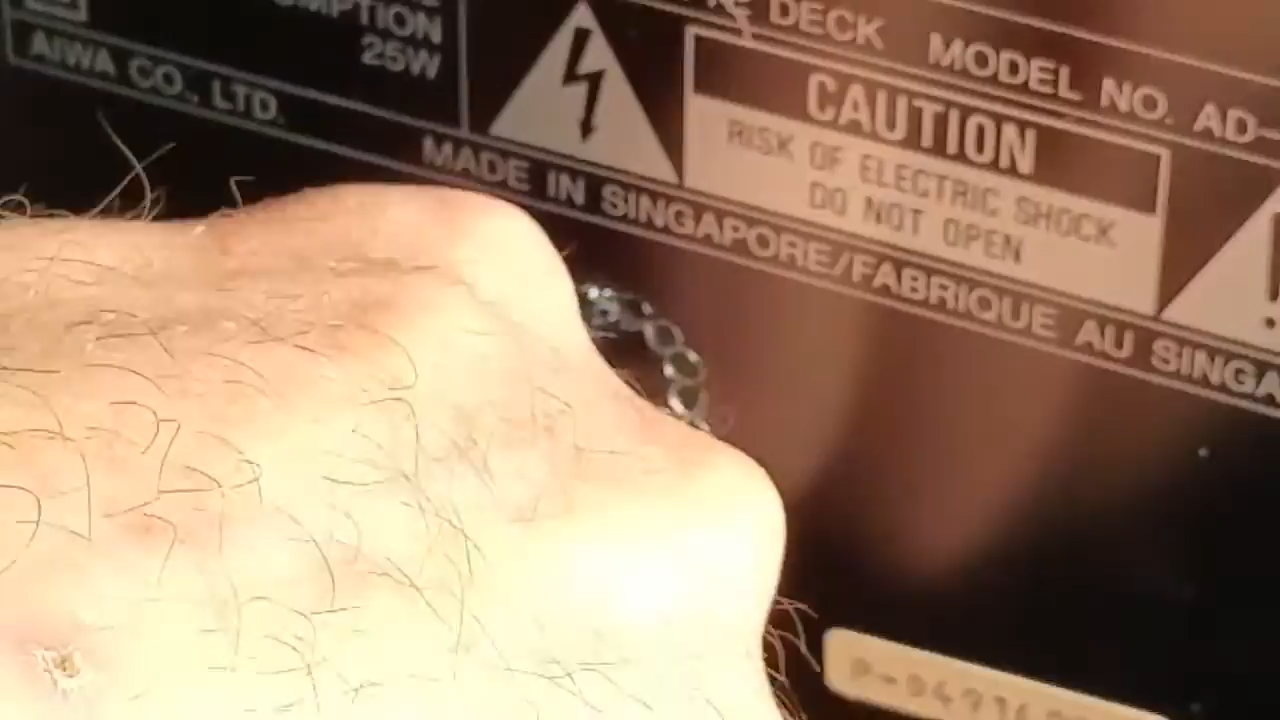 DECK MODEL NO. AD-
MPTION
25W
AIWA CO., LTD.
CAUTION
RISK OF ELECTRIC SHOCK
DO NOT OPEN
MADE IN SINGAPORE/FABRIQUE AU SINGA